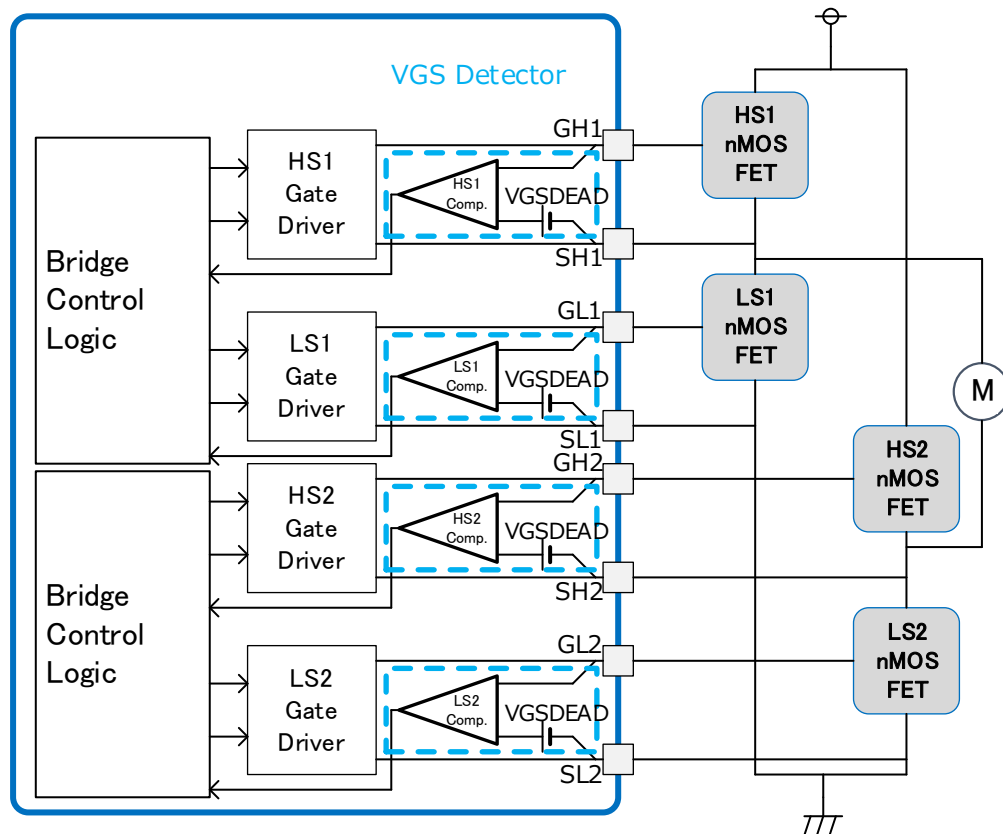 VGS Detector
GH1
HS1
nMOS
FET
HS1
Gate
Driver
HS1
Comp.
VGSDEAD
SH1
Bridge
Control
Logic
GL1
LS1
nMOS
FET
LS1
Gate
Driver
LS1
Comp.
VGSDEAD
SL1
M
GH2
HS2
nMOS
FET
HS2
Gate
Driver
HS2
Comp.
VGSDEAD
SH2
Bridge
Control
Logic
GL2
LS2
nMOS
FET
LS2
Gate
Driver
LS2
Comp.
VGSDEAD
SL2